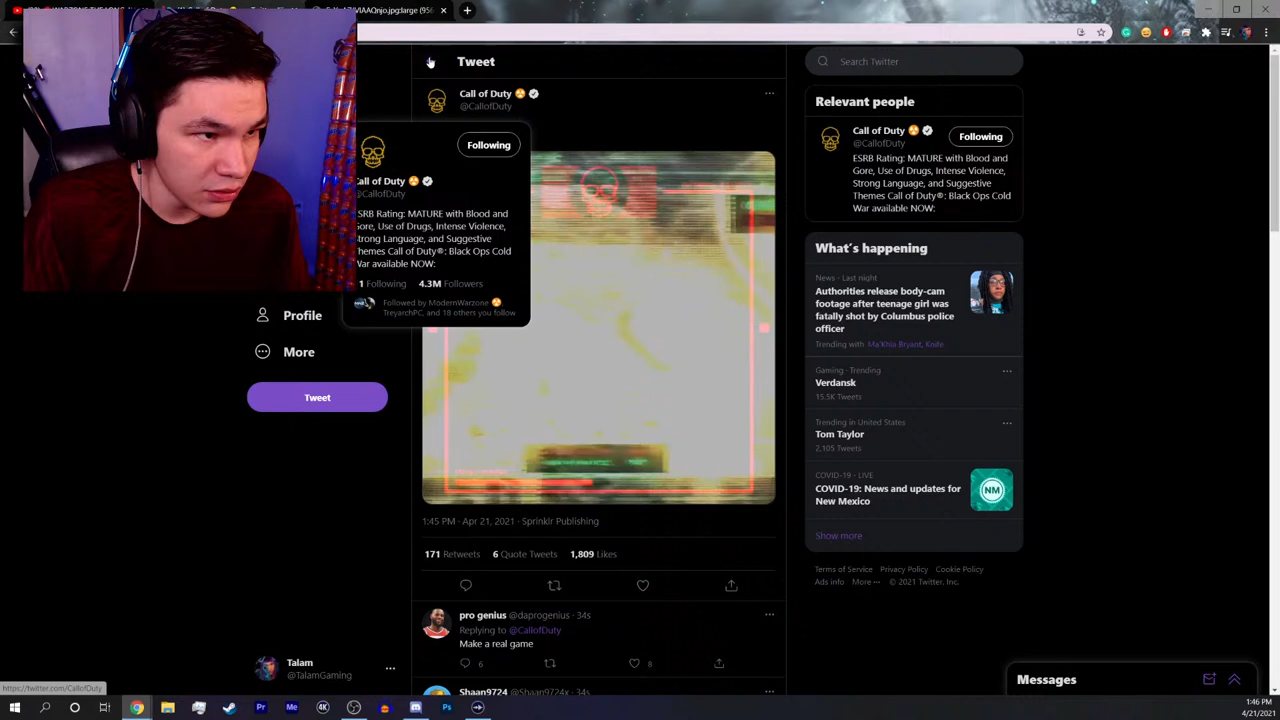 Tweet
Search Twitter
Call of Duty
@CallofDuty
Following
Call of Duty
@CallofDuty
ESRB Rating: MATURE with Blood and
Gore, Use of Drugs, Intense Violence,
Strong Language, and Suggestive
Themes Call of Duty®: Black Ops Cold
War available NOW:
1 Following 4.3M Followers
Followed by ModernWarzone
TreyarchPC, and 18 others you follow
Profile
More
Tweet
1:45 PM · Apr 21, 2021 · Sprinklr Publishing
171 Retweets 6 Quote Tweets 1,809 Likes
pro genius @daprogenius · 34s
Replying to @CallofDuty
Make a real game
6
8
Shaan9724 @Shaan9724x · 34s
Relevant people
Call of Duty
@CallofDuty
Following
ESRB Rating: MATURE with Blood and
Gore, Use of Drugs, Intense Violence,
Strong Language, and Suggestive
Themes Call of Duty®: Black Ops Cold
War available NOW:
What's happening
News · Last night
Authorities release body-cam
footage after teenage girl was
fatally shot by Columbus police
officer
Trending with Ma'Khia Bryant, Knife
Gaming · Trending
Verdansk
15.5K Tweets
Trending in United States
Tom Taylor
2,105 Tweets
COVID-19 · LIVE
COVID-19: News and updates for
New Mexico
NM
Show more
Terms of Service Privacy Policy Cookie Policy
Ads info More ··· © 2021 Twitter, Inc.
Talam
@TalamGaming
Messages
https://twitter.com/CallofDuty
Pr
Me
4K
Ps
1:46 PM
4/21/2021